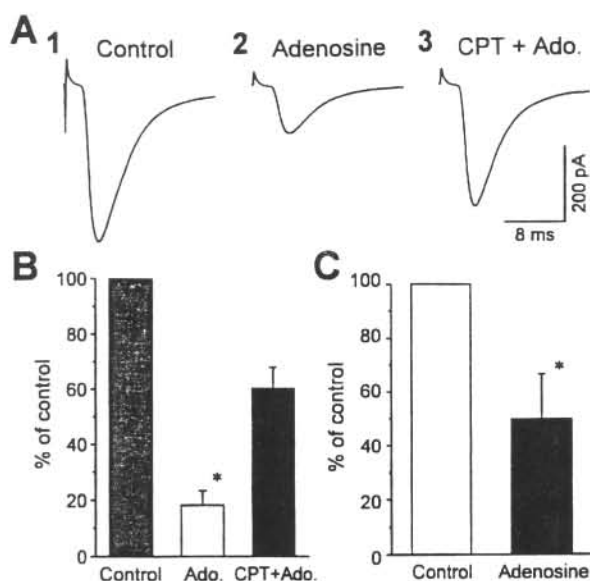 A
1 Control
2 Adenosine
3 CPT + Ado.
200 pA
8 ms
B
% of control
100
80
60
40
20
0
*
Control Ado. CPT+Ado.
C
% of control
100
80
60
40
20
0
*
Control Adenosine